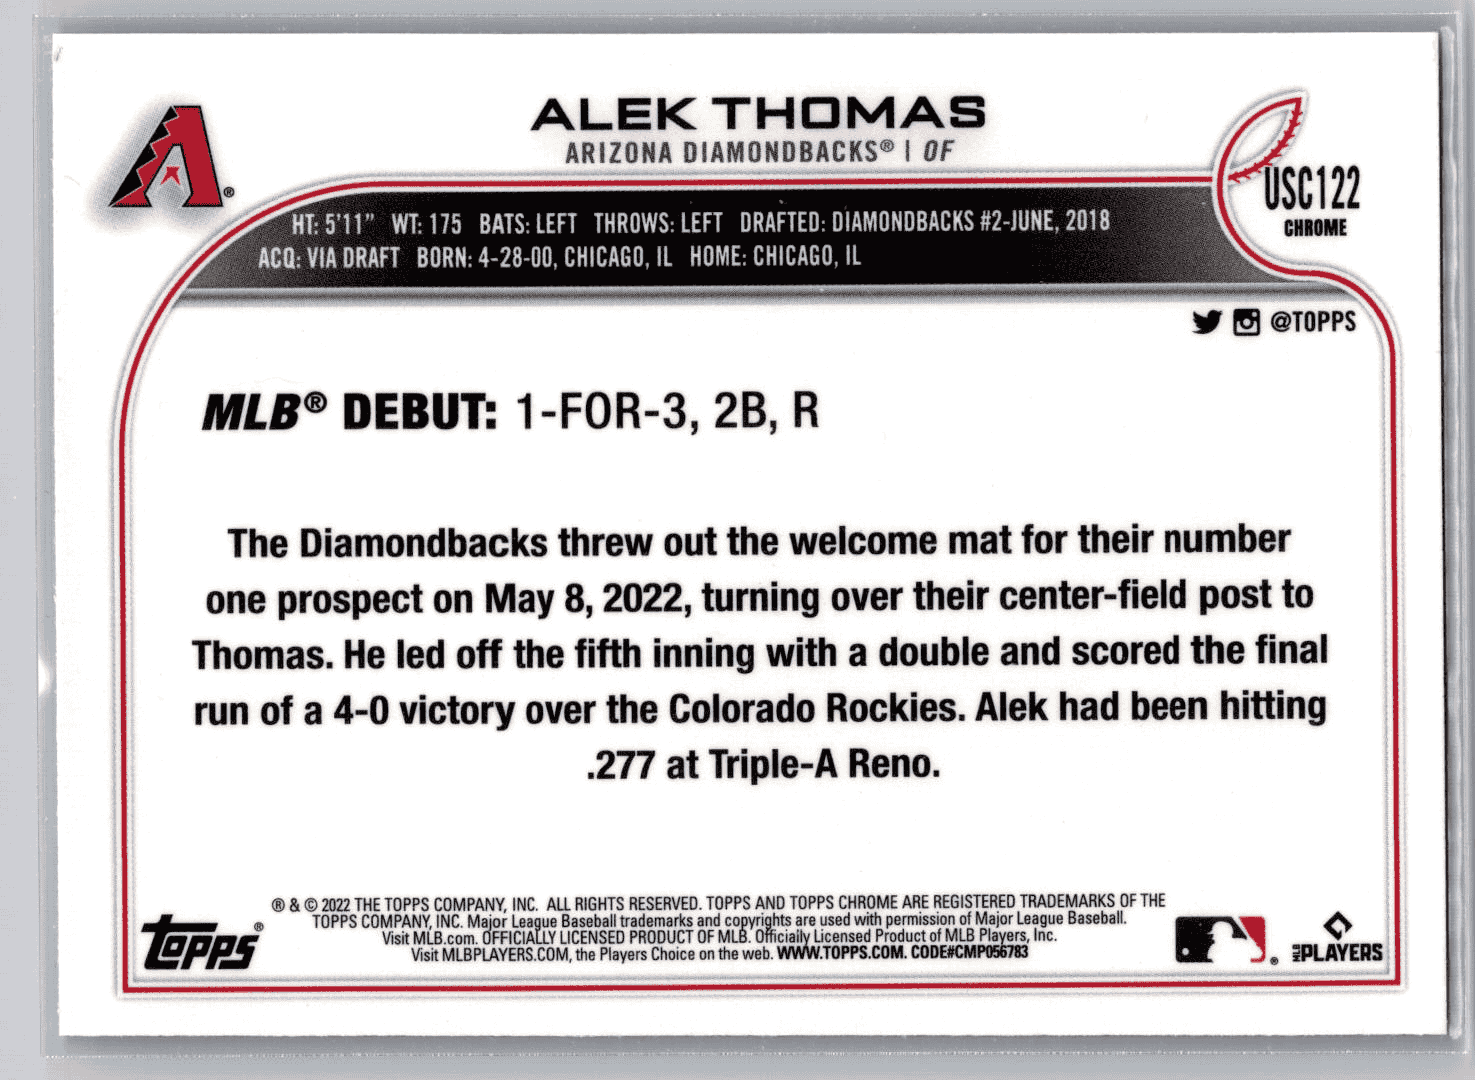 ALEK THOMAS
ARIZONA DIAMONDBACKS® | OF
USC122
CHROME
HT: 5'11" WT: 175 BATS: LEFT THROWS: LEFT DRAFTED: DIAMONDBACKS #2-JUNE, 2018
ACQ: VIA DRAFT BORN: 4-28-00, CHICAGO, IL HOME: CHICAGO, IL
@TOPPS
MLB® DEBUT: 1-FOR-3, 2B, R
The Diamondbacks threw out the welcome mat for their number
one prospect on May 8, 2022, turning over their center-field post to
Thomas. He led off the fifth inning with a double and scored the final
run of a 4-0 victory over the Colorado Rockies. Alek had been hitting
.277 at Triple-A Reno.
® & © 2022 THE TOPPS COMPANY, INC. ALL RIGHTS RESERVED. TOPPS AND TOPPS CHROME ARE REGISTERED TRADEMARKS OF THE
TOPPS COMPANY, INC. Major League Baseball trademarks and copyrights are used with permission of Major League Baseball.
Visit MLB.com. OFFICIALLY LICENSED PRODUCT OF MLB. Officially Licensed Product of MLB Players, Inc.
Visit MLBPLAYERS.COM, the Players Choice on the web. WWW.TOPPS.COM. CODE#CMP056783
TOPPS®
MLB PLAYERS